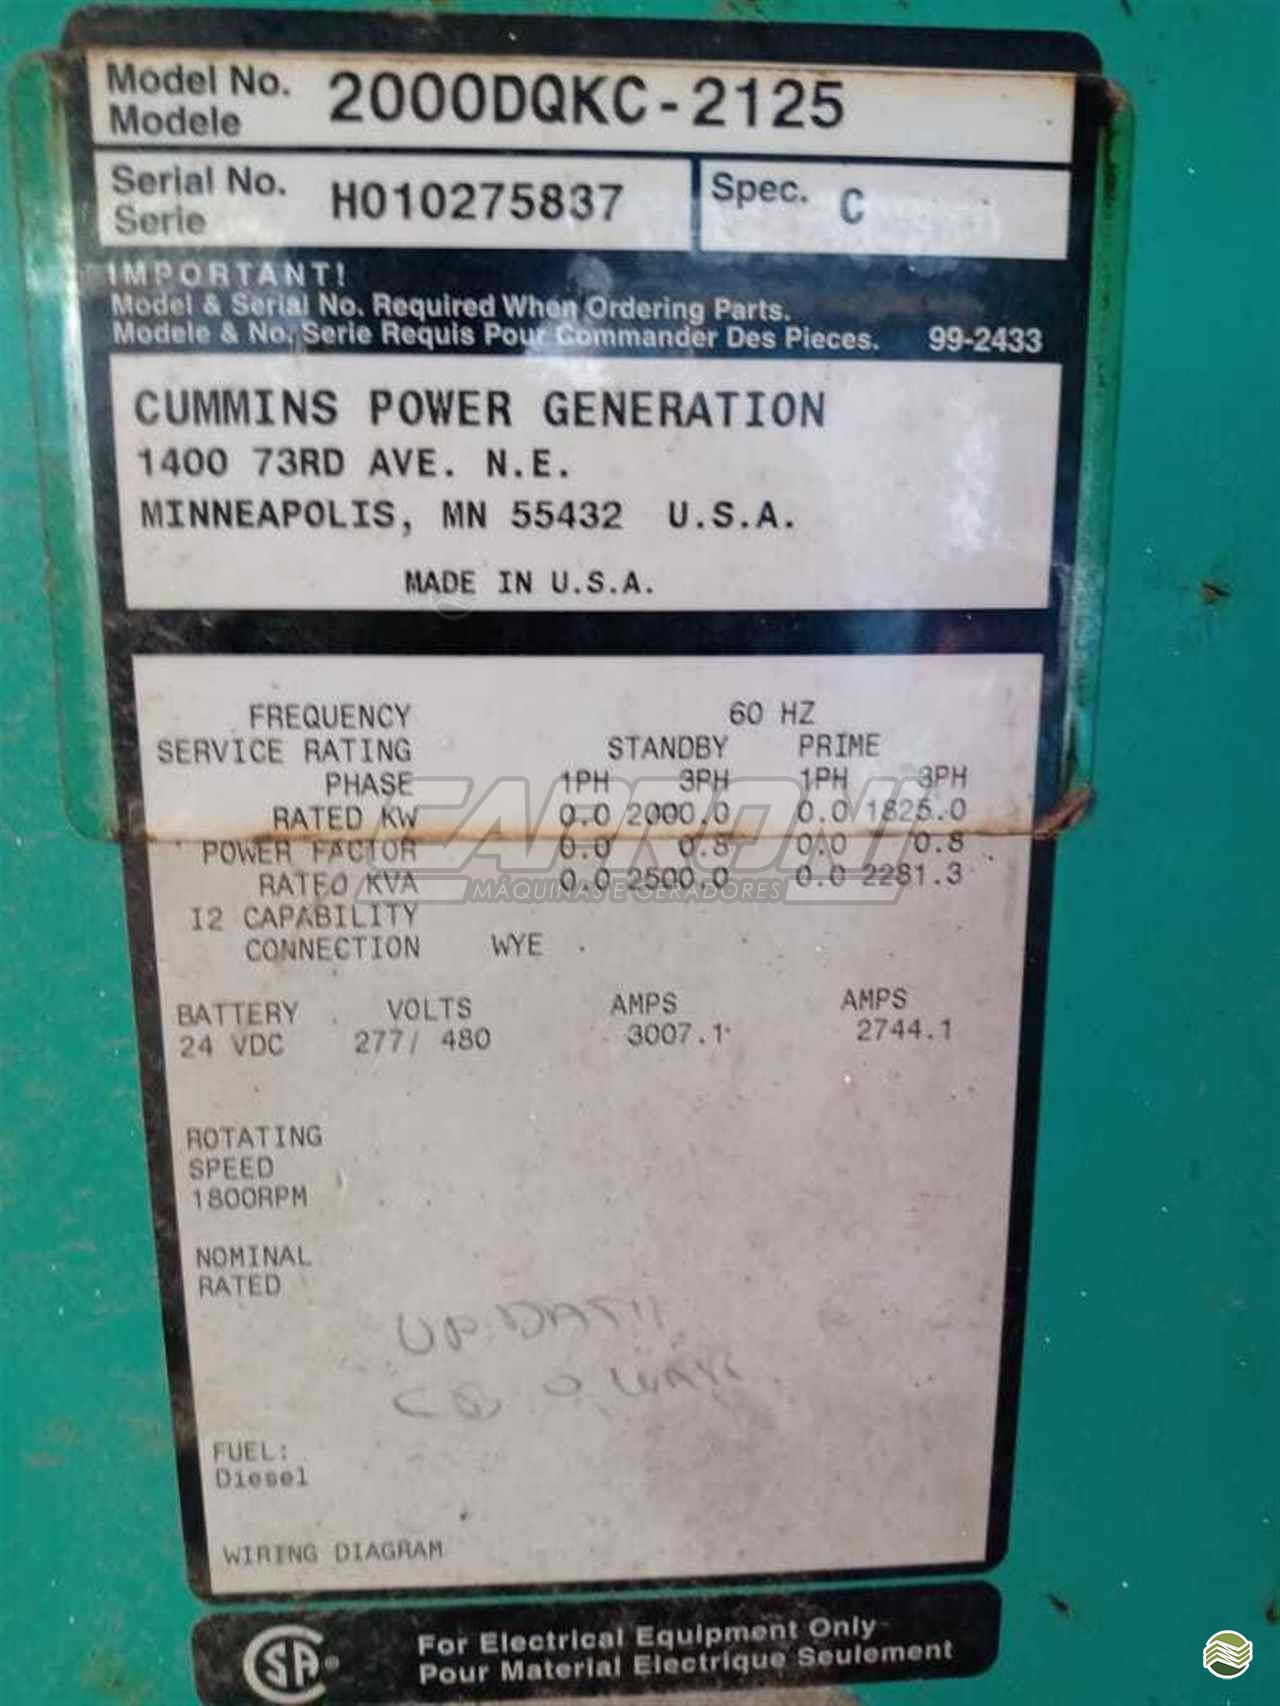 Model No. 2000DQKC-2125
Modele
Serial No. H010275837 Spec. C
Serie
IMPORTANT!
Model & Serial No. Required When Ordering Parts.
Modele & No. Serie Requis Pour Commander Des Pieces. 99-2433
CUMMINS POWER GENERATION
1400 73RD AVE. N.E.
MINNEAPOLIS, MN 55432 U.S.A.
MADE IN U.S.A.
FREQUENCY 60 HZ
SERVICE RATING STANDBY PRIME
PHASE 1PH 3PH 1PH 3PH
RATED KW 0.0 2000.0 0.0 1825.0
POWER FACTOR 0.0 0.8 0.0 0.8
RATED KVA 0.0 2500.0 0.0 2281.3
CARRONI
MÁQUINAS E GERADORES
I2 CAPABILITY
CONNECTION WYE
BATTERY VOLTS AMPS AMPS
24 VDC 277/ 480 3007.1 2744.1
ROTATING
SPEED
1800RPM
NOMINAL
RATED
FUEL:
Diesel
WIRING DIAGRAM
CSA ® For Electrical Equipment Only
Pour Material Electrique Seulement